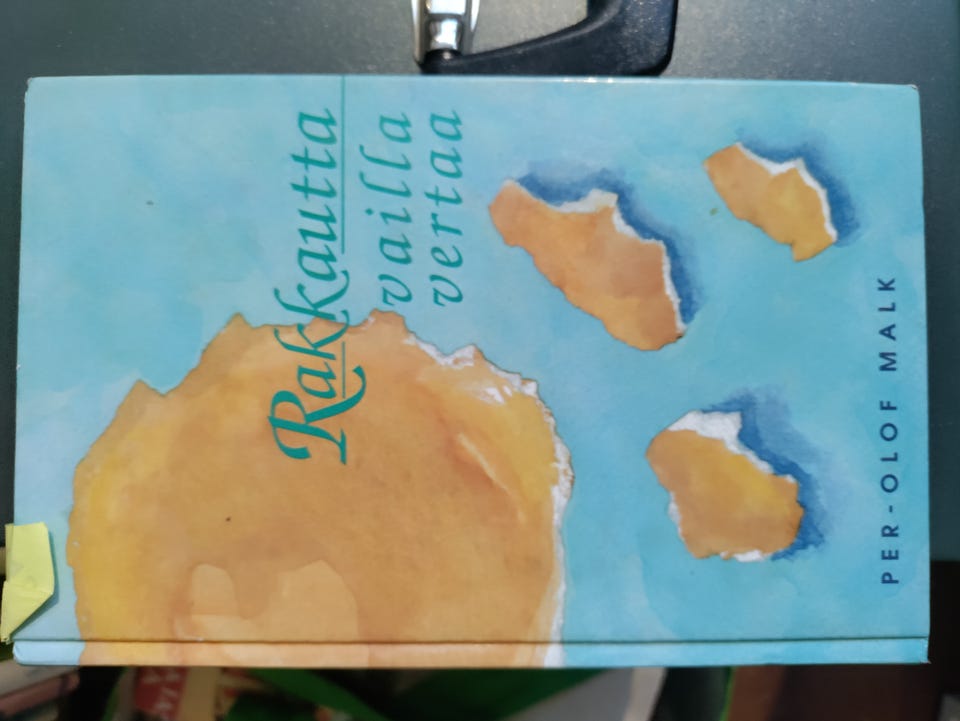 Rakkautta
vailla
vertaa
PER-OLOF MALK